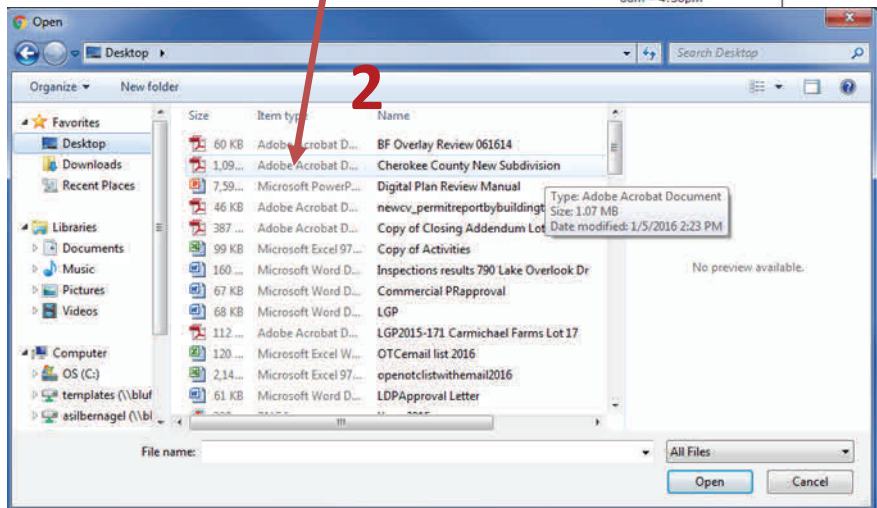 Open
Desktop
Search Desktop
Organize
New folder
2
Favorites
Desktop
Downloads
Recent Places
Libraries
Documents
Music
Pictures
Videos
Computer
OS (C:)
templates (\\bluf
asilbernagel (\\bl
Size Item type Name
60 KB Adobe Acrobat D... BF Overlay Review 061614
1,09... Adobe Acrobat D... Cherokee County New Subdivision
7,59... Microsoft PowerP... Digital Plan Review Manual
46 KB Adobe Acrobat D... newcv_permitreportbybuildingt
387 ... Adobe Acrobat D... Copy of Closing Addendum Lot
99 KB Microsoft Excel 97... Copy of Activities
160 ... Microsoft Word D... Inspections results 790 Lake Overlook Dr
67 KB Microsoft Word D... Commercial PRapproval
68 KB Microsoft Word D... LGP
112 ... Adobe Acrobat D... LGP2015-171 Carmichael Farms Lot 17
120 ... Microsoft Excel W... OTCemail list 2016
2,14... Microsoft Excel 97... openotclistwithemail2016
61 KB Microsoft Word D... LDPApproval Letter
Type: Adobe Acrobat Document
Size: 1.07 MB
Date modified: 1/5/2016 2:23 PM
No preview available.
File name:
All Files
Open
Cancel